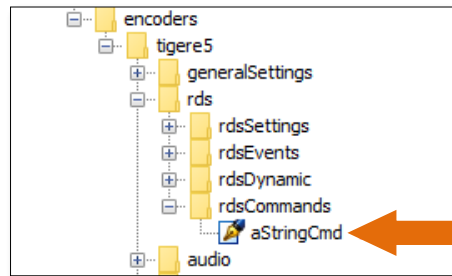 encoders
tigere5
generalSettings
rds
rdsSettings
rdsEvents
rdsDynamic
rdsCommands
aStringCmd
audio